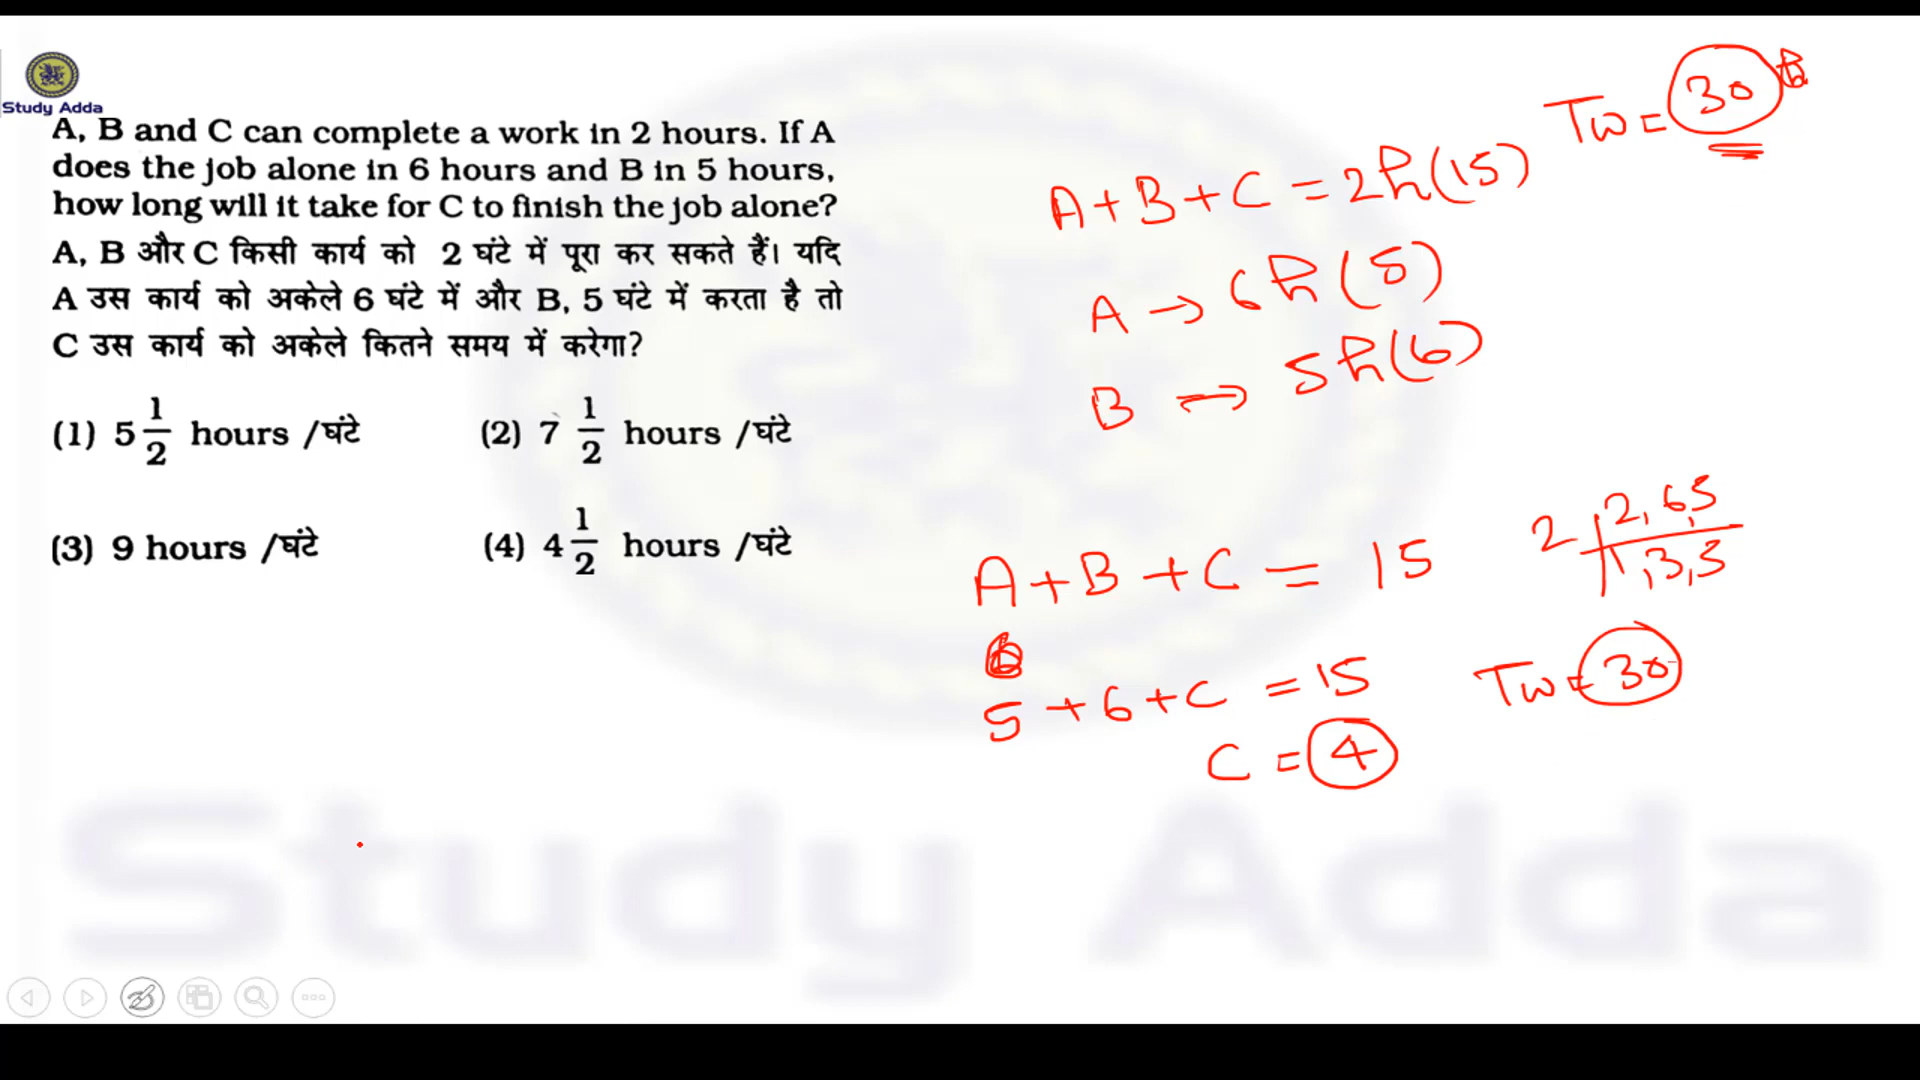 Study Adda
A, B and C can complete a work in 2 hours. If A
does the job alone in 6 hours and B in 5 hours,
how long will it take for C to finish the job alone?
A, B और C किसी कार्य को 2 घंटे में पूरा कर सकते हैं। यदि
A उस कार्य को अकेले 6 घंटे में और B, 5 घंटे में करता है तो
C उस कार्य को अकेले कितने समय में करेगा?
(1) 5 1/2 hours /घंटे
(2) 7 1/2 hours /घंटे
(3) 9 hours /घंटे
(4) 4 1/2 hours /घंटे
Tw = 30
A + B + C = 2h (15)
A → 6h (5)
B → 5h (6)
2 | 2, 6, 5
1, 3, 5
A + B + C = 15
5 + 6 + C = 15
Tw = 30
C = 4
Study Adda